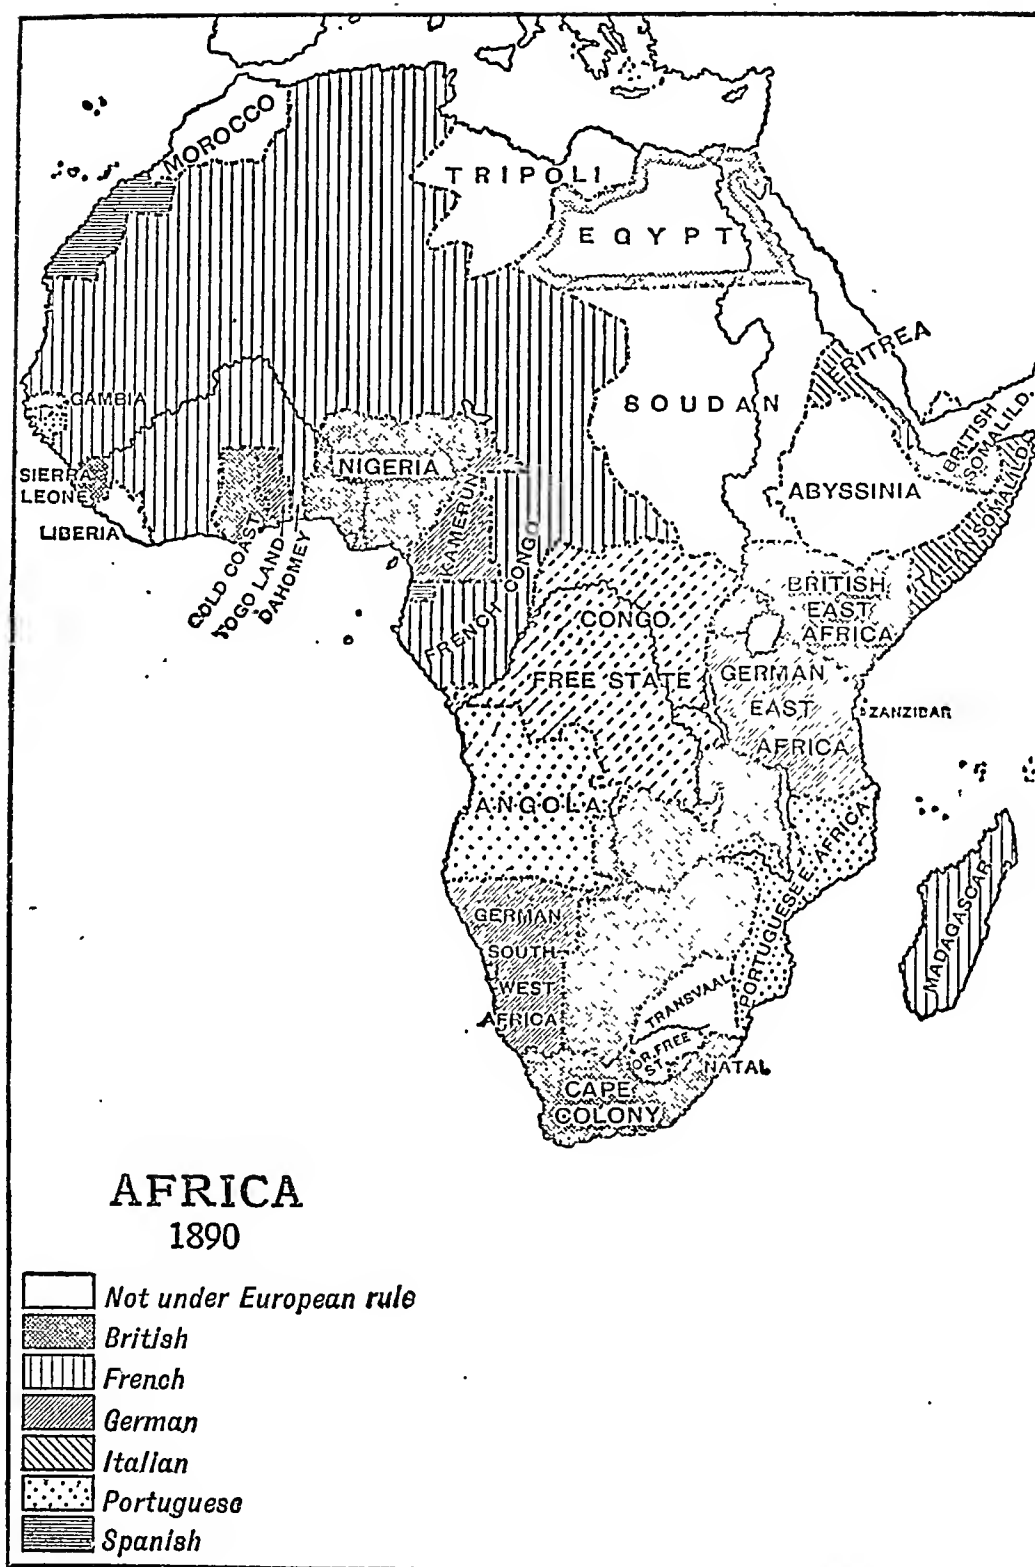 MOROCCO
TRIPOLI
EGYPT
ERITREA
SOUDAN
GAMBIA
BRITISH
SOMALILD.
NIGERIA
SIERRA
LEONE
ABYSSINIA
ITALIAN SOMALILD.
LIBERIA
KAMERUN
GOLD COAST
TOGO LAND
DAHOMEY
FRENCH CONGO
BRITISH
EAST
AFRICA
CONGO
FREE STATE
GERMAN
EAST
AFRICA
ZANZIBAR
ANGOLA
PORTUGUESE E. AFRICA
MADAGASCAR
GERMAN
SOUTH
WEST
AFRICA
TRANSVAAL
OR. FREE
ST.
NATAL
CAPE
COLONY
AFRICA
1890
Not under European rule
British
French
German
Italian
Portuguese
Spanish